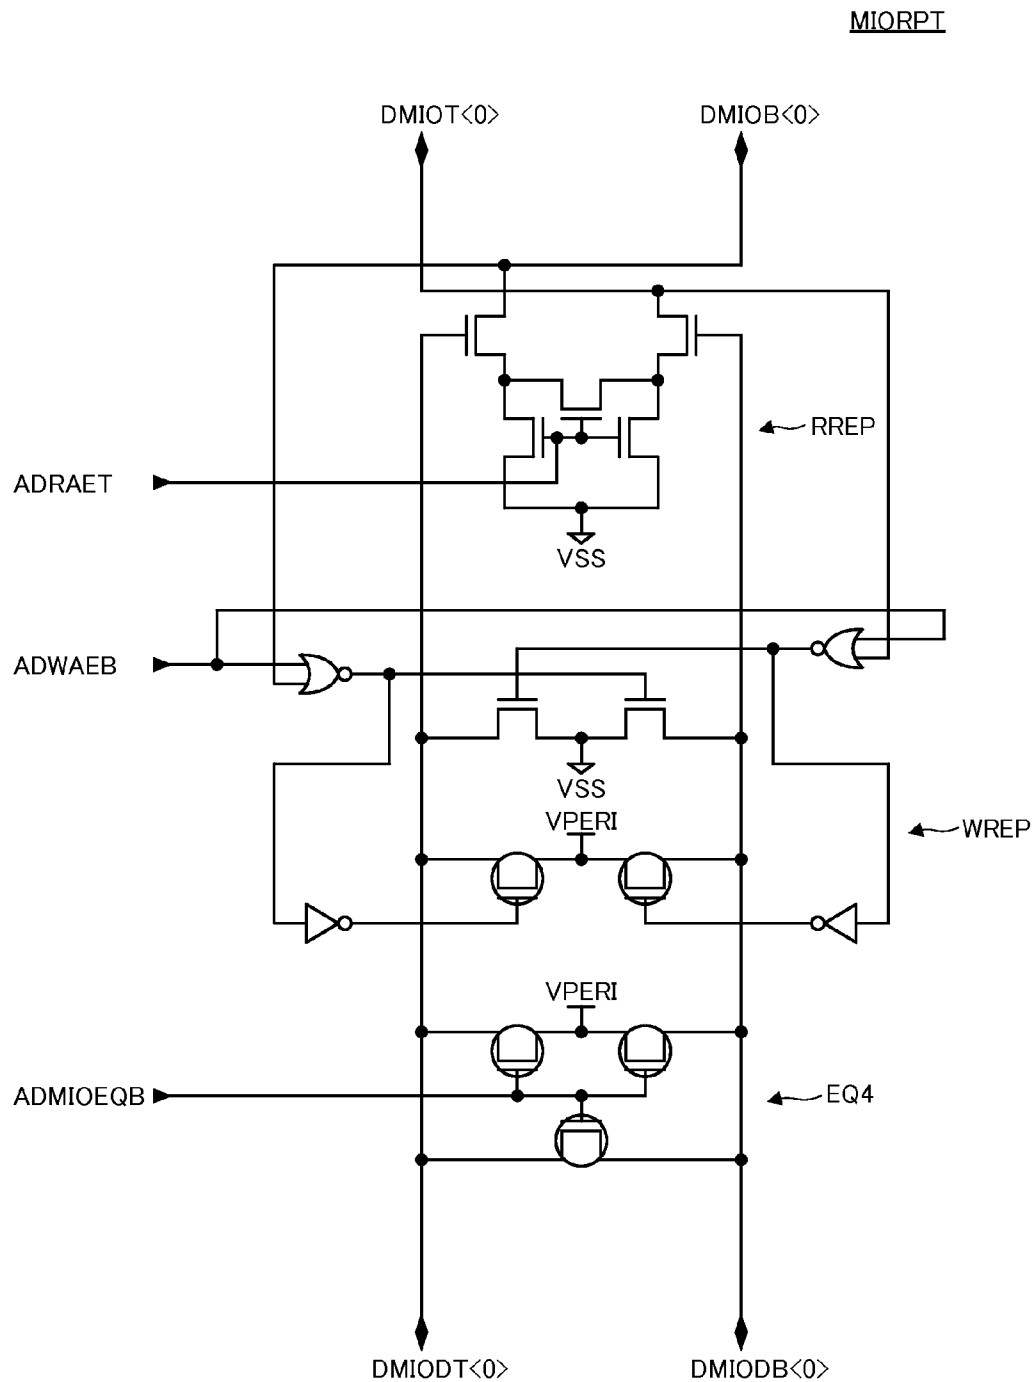 MIORPT
DMIOT<0>
DMIOB<0>
RREP
ADRAET
VSS
ADWAEB
VSS
VPERI
WREP
VPERI
ADMIOEQB
EQ4
DMIODT<0>
DMIODB<0>